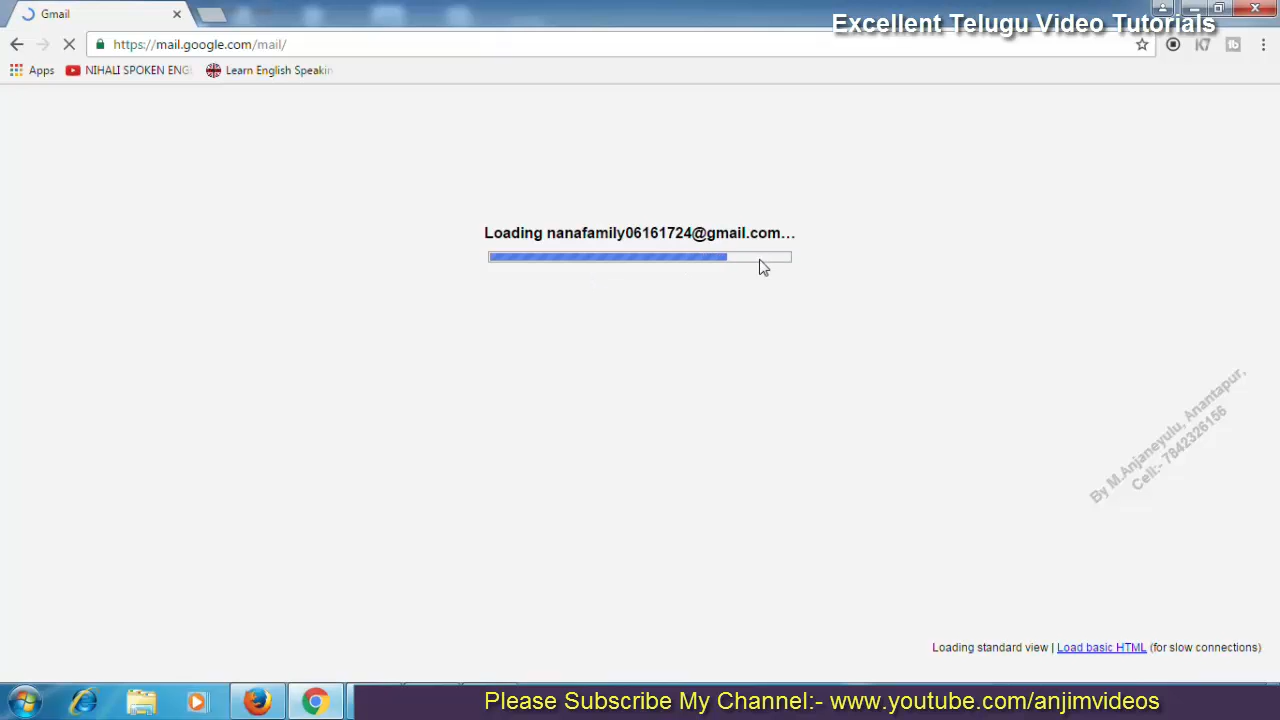 Gmail
Excellent Telugu Video Tutorials
https://mail.google.com/mail/
Apps
NIHALI SPOKEN ENG
Learn English Speakin
Loading nanafamily06161724@gmail.com...
By M.Anjaneyulu, Anantapur,
Cell:- 7842326156
Loading standard view | Load basic HTML (for slow connections)
Please Subscribe My Channel:- www.youtube.com/anjimvideos